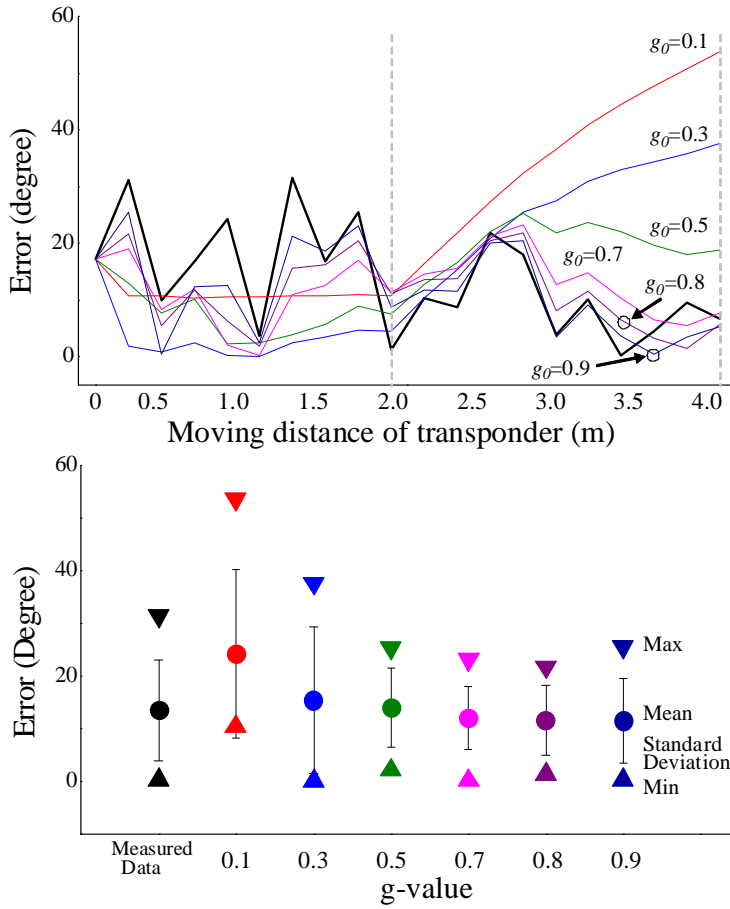 60
40
20
0
Error (degree)
g0=0.1
g0=0.3
g0=0.5
g0=0.7
g0=0.8
g0=0.9
0 0.5 1.0 1.5 2.0 2.5 3.0 3.5 4.0
Moving distance of transponder (m)
60
40
20
0
Error (Degree)
Max
Mean
Standard
Deviation
Min
Measured
Data
0.1 0.3 0.5 0.7 0.8 0.9
g-value